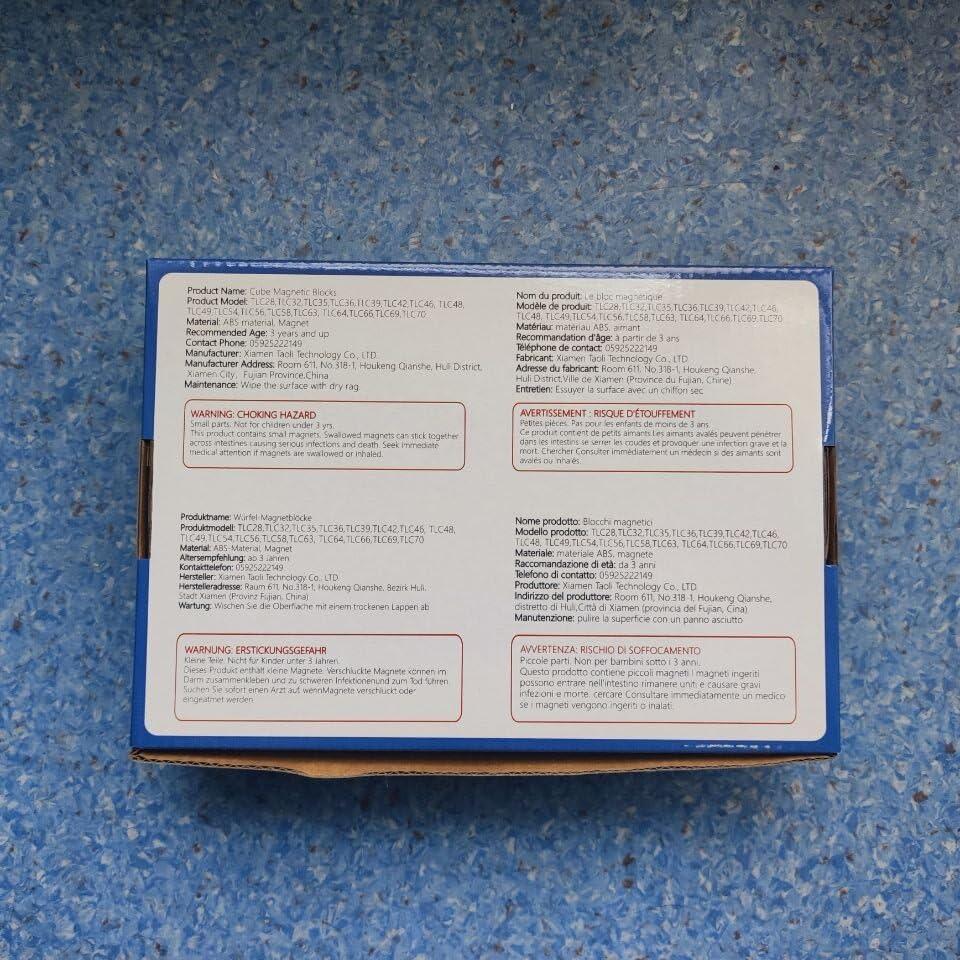 Product Name: Cube Magnetic Blocks
Product Model: TLC28,TLC32,TLC35,TLC36,TLC39,TLC42,TLC46, TLC48,
TLC49,TLC54,TLC56,TLC58,TLC63, TLC64,TLC66,TLC69,TLC70
Material: ABS material, Magnet
Recommended Age: 3 years and up
Contact Phone: 05925222149
Manufacturer: Xiamen Taoli Technology Co., LTD.
Manufacturer Address: Room 611, No.318-1, Houkeng Qianshe, Huli District,
Xiamen City, Fujian Province,China
Maintenance: Wipe the surface with dry rag.
WARNING: CHOKING HAZARD
Small parts. Not for children under 3 yrs.
This product contains small magnets. Swallowed magnets can stick together
across intestines causing serious infections and death. Seek immediate
medical attention if magnets are swallowed or inhaled.
Nom du produit: Le bloc magnétique
Modèle de produit: TLC28,TLC32,TLC35,TLC36,TLC39,TLC42,TLC46,
TLC48, TLC49,TLC54,TLC56,TLC58,TLC63, TLC64,TLC66,TLC69,TLC70
Matériau: matériau ABS, aimant
Recommandation d'âge: à partir de 3 ans
Téléphone de contact: 05925222149
Fabricant: Xiamen Taoli Technology Co., LTD.
Adresse du fabricant: Room 611, No.318-1, Houkeng Qianshe,
Huli District,Ville de Xiamen (Province du Fujian, Chine)
Entretien: Essuyer la surface avec un chiffon sec
AVERTISSEMENT : RISQUE D'ÉTOUFFEMENT
Petites pièces. Pas pour les enfants de moins de 3 ans.
Ce produit contient de petits aimants Les aimants avalés peuvent pénétrer
dans les intestins se serrer les coudes et provoquer une infection grave et la
mort. Chercher Consulter immédiatement un médecin si des aimants sont
avalés ou inhalés.
Produktname: Würfel-Magnetblöcke
Produktmodell: TLC28,TLC32,TLC35,TLC36,TLC39,TLC42,TLC46, TLC48,
TLC49,TLC54,TLC56,TLC58,TLC63, TLC64,TLC66,TLC69,TLC70
Material: ABS-Material, Magnet
Altersempfehlung: ab 3 Jahren
Kontakttelefon: 05925222149
Hersteller: Xiamen Taoli Technology Co., LTD.
Herstelleradresse: Raum 611, No.318-1, Houkeng Qianshe, Bezirk Huli,
Stadt Xiamen (Provinz Fujian, China)
Wartung: Wischen Sie die Oberfläche mit einem trockenen Lappen ab
WARNUNG: ERSTICKUNGSGEFAHR
Kleine Teile. Nicht für Kinder unter 3 Jahren.
Dieses Produkt enthält kleine Magnete. Verschluckte Magnete können im
Darm zusammenkleben und zu schweren Infektionenund zum Tod führen.
Suchen Sie sofort einen Arzt auf wennMagnete verschluckt oder
eingeatmet werden.
Nome prodotto: Blocchi magnetici
Modello prodotto: TLC28,TLC32,TLC35,TLC36,TLC39,TLC42,TLC46,
TLC48, TLC49,TLC54,TLC56,TLC58,TLC63, TLC64,TLC66,TLC69,TLC70
Materiale: materiale ABS, magnete
Raccomandazione di età: da 3 anni
Telefono di contatto: 05925222149
Produttore: Xiamen Taoli Technology Co., LTD.
Indirizzo del produttore: Room 611, No.318-1, Houkeng Qianshe,
distretto di Huli,Città di Xiamen (provincia del Fujian, Cina)
Manutenzione: pulire la superficie con un panno asciutto
AVVERTENZA: RISCHIO DI SOFFOCAMENTO
Piccole parti. Non per bambini sotto i 3 anni.
Questo prodotto contiene piccoli magneti I magneti ingeriti
possono entrare nell'intestino rimanere uniti e causare gravi
infezioni e morte. cercare Consultare immediatamente un medico
se i magneti vengono ingeriti o inalati.